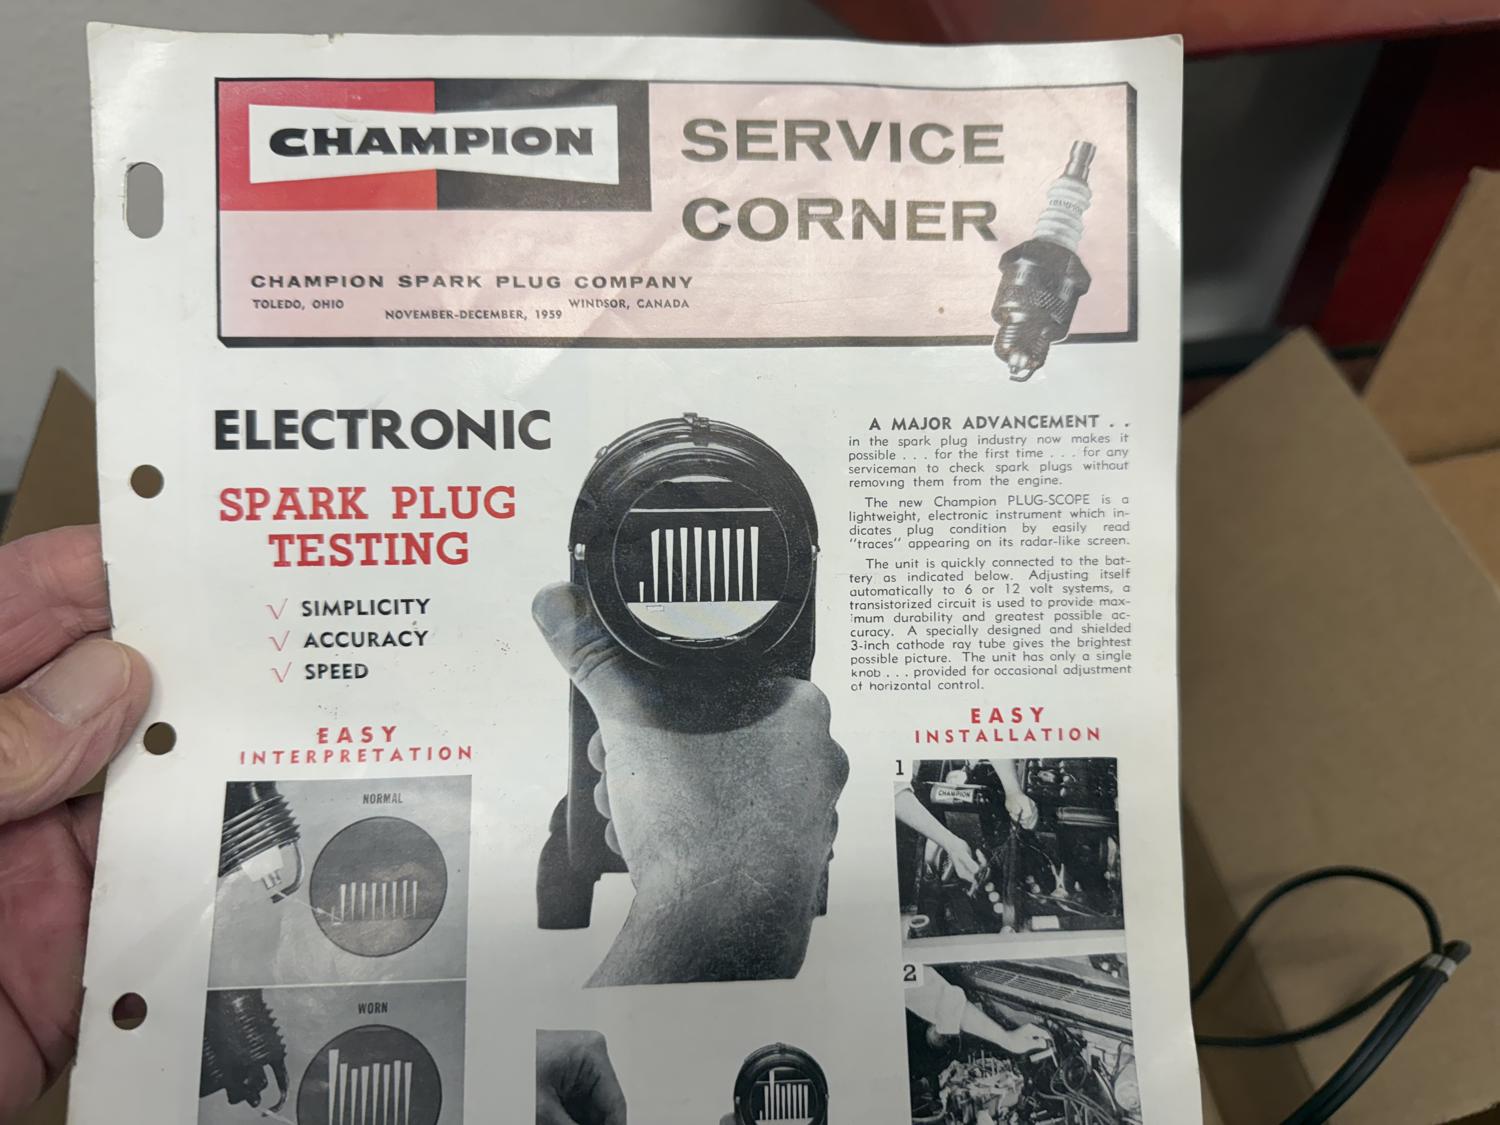 CHAMPION
SERVICE
CORNER
CHAMPION
CHAMPION SPARK PLUG COMPANY
TOLEDO, OHIO
WINDSOR, CANADA
NOVEMBER-DECEMBER, 1959
ELECTRONIC
SPARK PLUG
TESTING
√ SIMPLICITY
√ ACCURACY
√ SPEED
EASY
INTERPRETATION
NORMAL
WORN
A MAJOR ADVANCEMENT . .
in the spark plug industry now makes it
possible . . . for the first time . . . for any
serviceman to check spark plugs without
removing them from the engine.
The new Champion PLUG-SCOPE is a
lightweight, electronic instrument which in-
dicates plug condition by easily read
"traces" appearing on its radar-like screen.
The unit is quickly connected to the bat-
tery as indicated below. Adjusting itself
automatically to 6 or 12 volt systems, a
transistorized circuit is used to provide max-
imum durability and greatest possible ac-
curacy. A specially designed and shielded
3-inch cathode ray tube gives the brightest
possible picture. The unit has only a single
knob . . . provided for occasional adjustment
of horizontal control.
EASY
INSTALLATION
1
CHAMPION
2